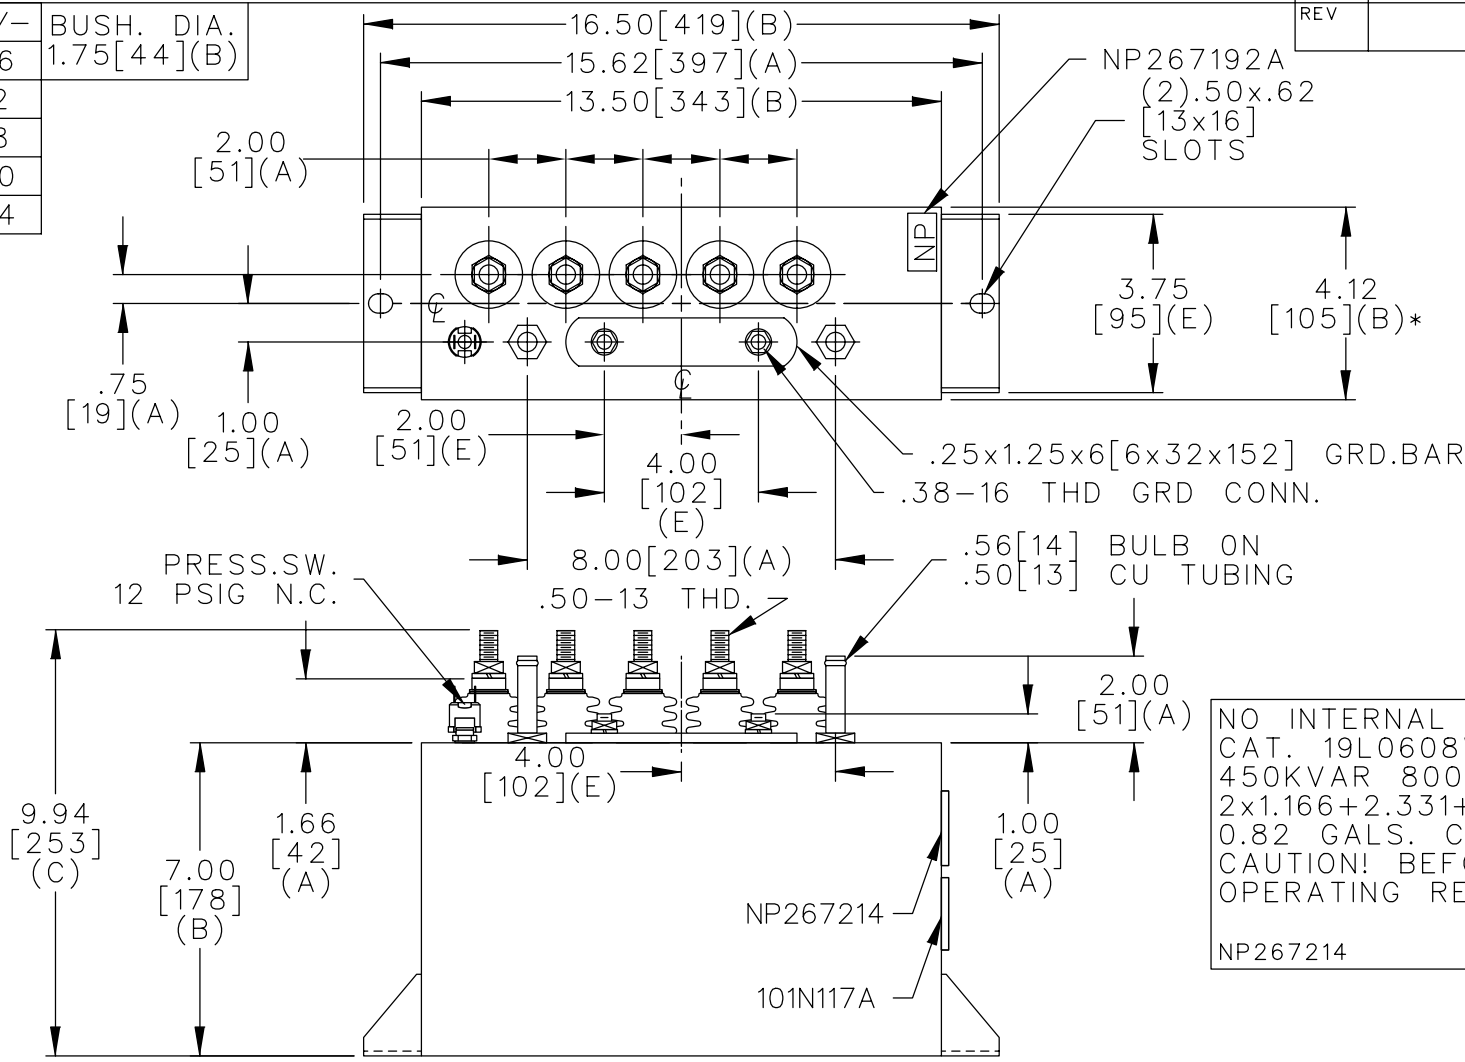 /-
6
2
8
0
4
BUSH. DIA.
1.75[44](B)
16.50[419](B)
15.62[397](A)
13.50[343](B)
REV
NP267192A
(2).50x.62
[13x16]
SLOTS
2.00
[51](A)
NP
3.75
[95](E)
4.12
[105](B)*
CL
CL
.75
[19](A)
1.00
[25](A)
2.00
[51](E)
4.00
[102]
(E)
.25x1.25x6[6x32x152] GRD.BAR
.38-16 THD GRD CONN.
8.00[203](A)
.50-13 THD.
.56[14] BULB ON
.50[13] CU TUBING
PRESS.SW.
12 PSIG N.C.
2.00
[51](A)
4.00
[102](E)
9.94
[253]
(C)
7.00
[178]
(B)
1.66
[42]
(A)
1.00
[25]
(A)
NP267214
101N117A
NO INTERNAL
CAT. 19L0608
450KVAR 800
2x1.166+2.331+
0.82 GALS. C
CAUTION! BEF
OPERATING RE
NP267214